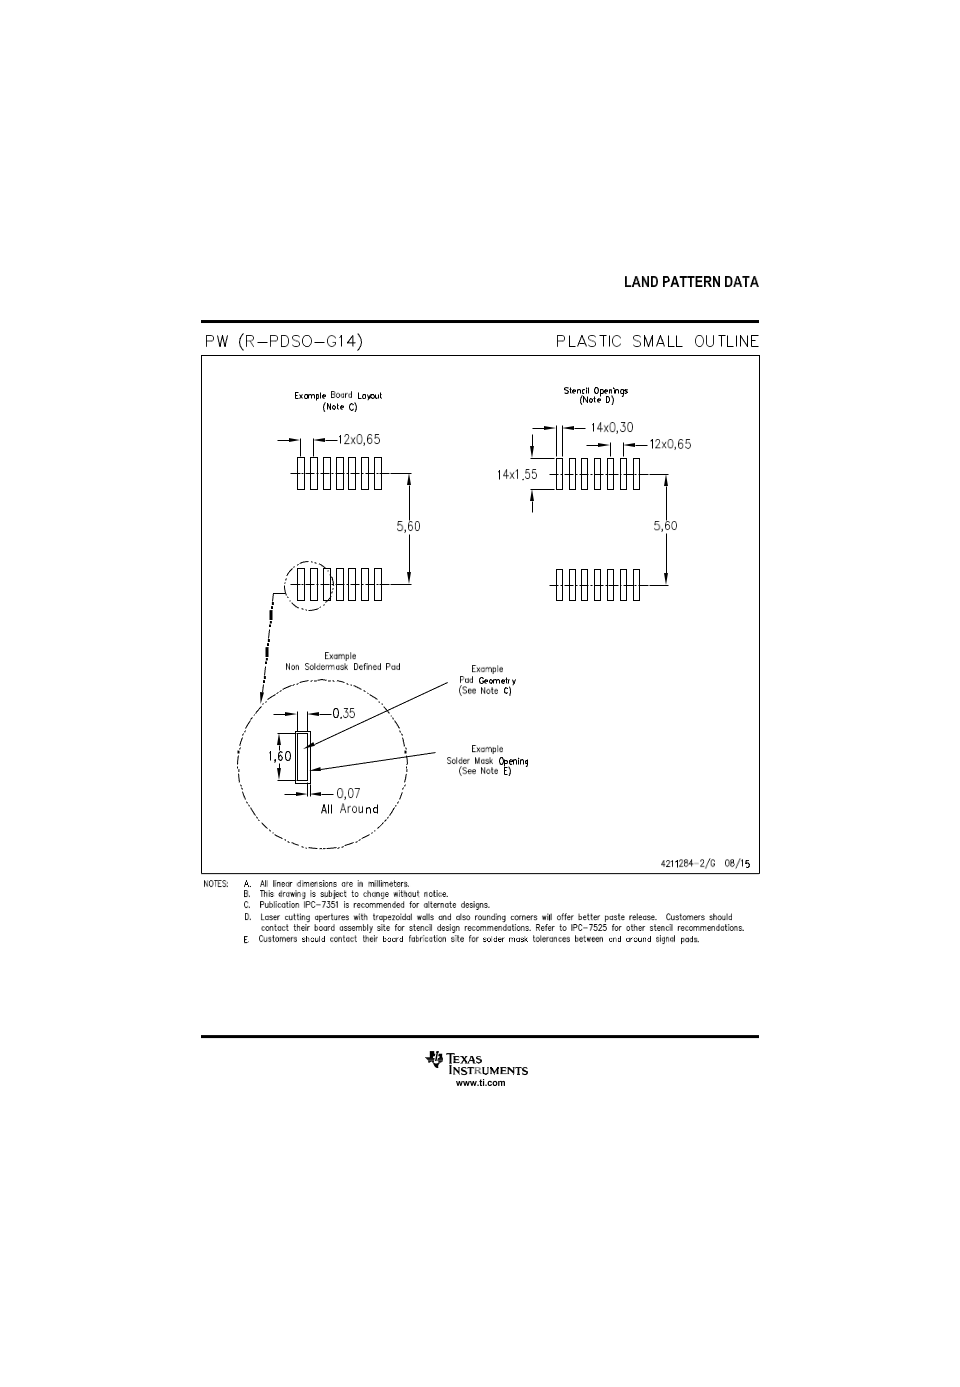 LAND PATTERN DATA
PW (R-PDSO-G14)
PLASTIC SMALL OUTLINE
Example Board Layout
(Note C)
Stencil Openings
(Note D)
12x0,65
14x0,30
12x0,65
14x1,55
5,60
5,60
Example
Non Soldermask Defined Pad
Example
Pad Geometry
(See Note C)
0,35
1,60
Example
Solder Mask Opening
(See Note E)
0,07
All Around
4211284-2/G 08/15
NOTES: A. All linear dimensions are in millimeters.
B. This drawing is subject to change without notice.
C. Publication IPC-7351 is recommended for alternate designs.
D. Laser cutting apertures with trapezoidal walls and also rounding corners will offer better paste release. Customers should
contact their board assembly site for stencil design recommendations. Refer to IPC-7525 for other stencil recommendations.
E. Customers should contact their board fabrication site for solder mask tolerances between and around signal pads.
TEXAS
INSTRUMENTS
www.ti.com